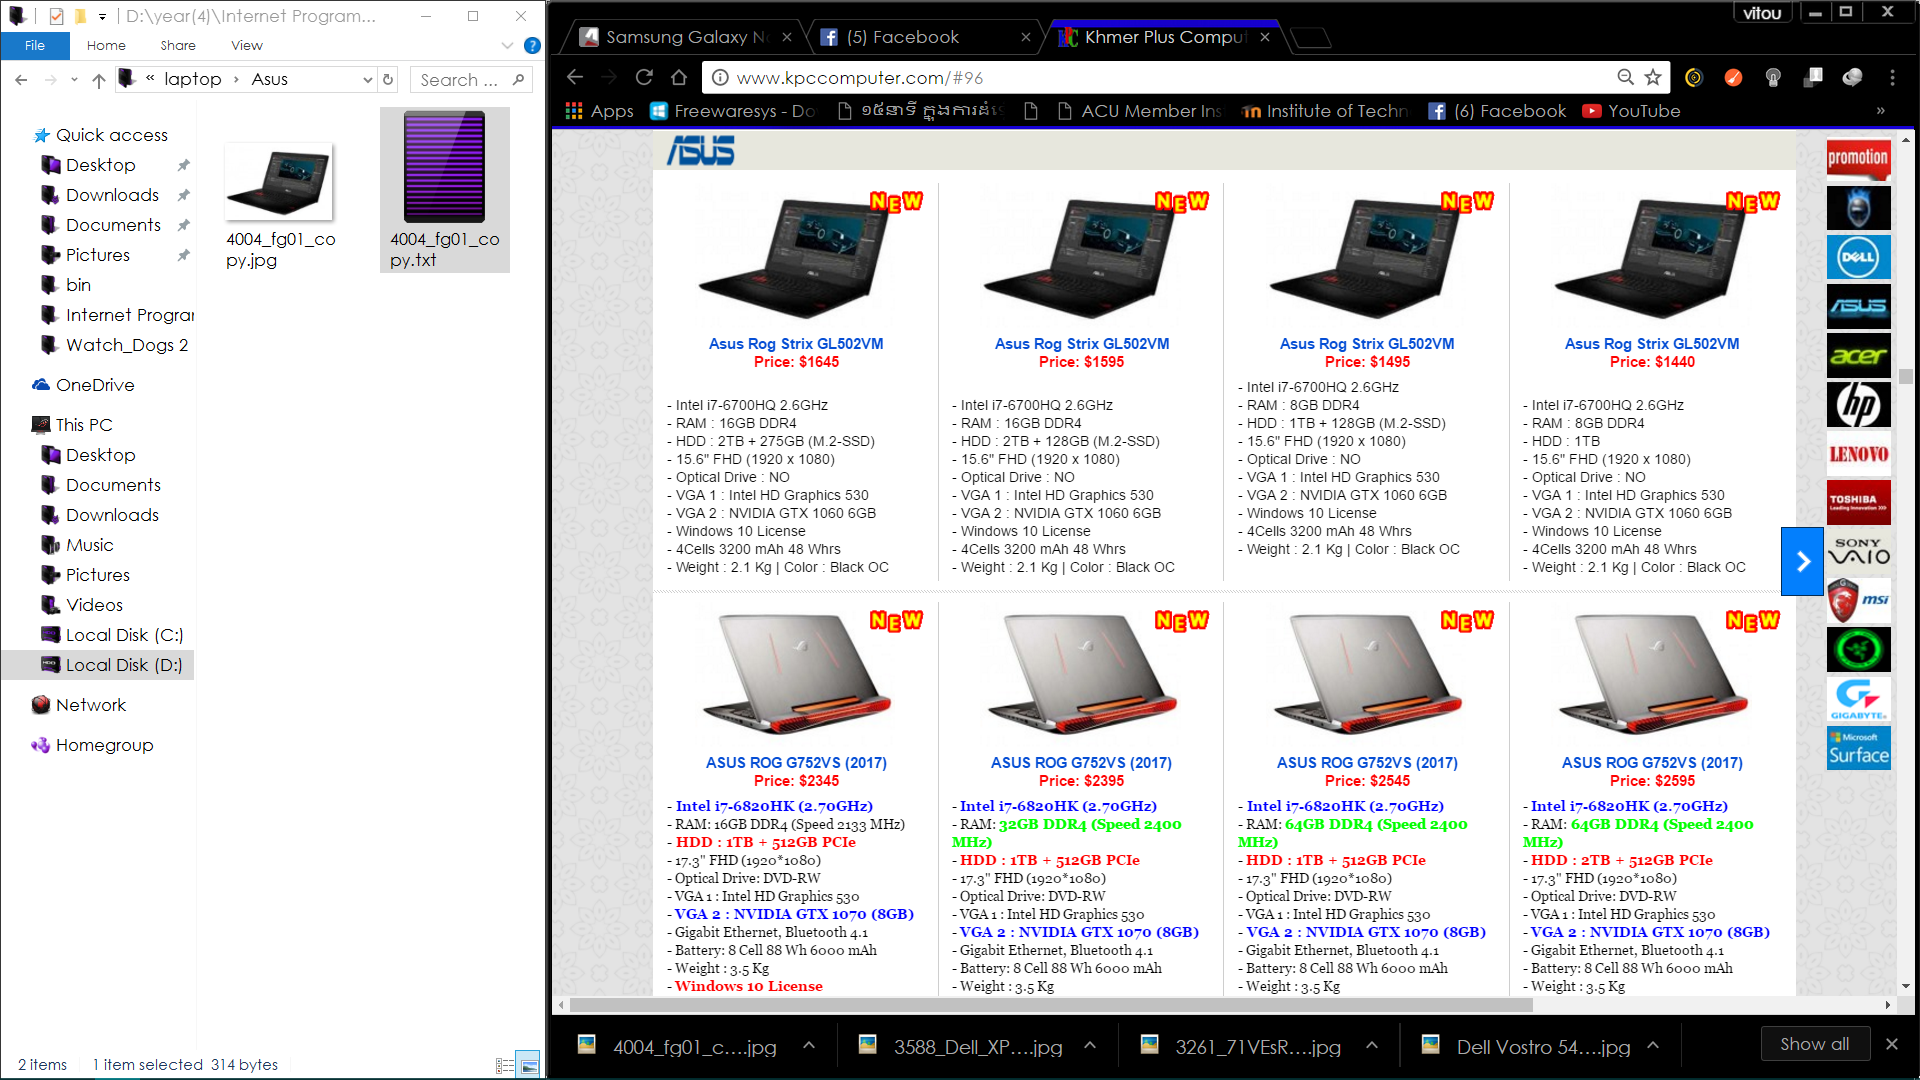 D:\year(4)\Internet Program...
File
Home
Share
View
« laptop › Asus
Search ...
Quick access
Desktop
Downloads
Documents
Pictures
bin
Internet Prograr
Watch_Dogs 2
OneDrive
This PC
Desktop
Documents
Downloads
Music
Pictures
Videos
Local Disk (C:)
Local Disk (D:)
Network
Homegroup
4004_fg01_co
py.jpg
4004_fg01_co
py.txt
2 items
1 item selected 314 bytes
vitou
Samsung Galaxy No
(5) Facebook
Khmer Plus Comput
www.kpccomputer.com/#96
Apps
Freewaresys - Do
ACU Member Ins
Institute of Techn
(6) Facebook
YouTube
»
ASUS
NEW
NEW
NEW
NEW
Asus Rog Strix GL502VM
Price: $1645
- Intel i7-6700HQ 2.6GHz
- RAM : 16GB DDR4
- HDD : 2TB + 275GB (M.2-SSD)
- 15.6" FHD (1920 x 1080)
- Optical Drive : NO
- VGA 1 : Intel HD Graphics 530
- VGA 2 : NVIDIA GTX 1060 6GB
- Windows 10 License
- 4Cells 3200 mAh 48 Whrs
- Weight : 2.1 Kg | Color : Black OC
Asus Rog Strix GL502VM
Price: $1595
- Intel i7-6700HQ 2.6GHz
- RAM : 16GB DDR4
- HDD : 2TB + 128GB (M.2-SSD)
- 15.6" FHD (1920 x 1080)
- Optical Drive : NO
- VGA 1 : Intel HD Graphics 530
- VGA 2 : NVIDIA GTX 1060 6GB
- Windows 10 License
- 4Cells 3200 mAh 48 Whrs
- Weight : 2.1 Kg | Color : Black OC
Asus Rog Strix GL502VM
Price: $1495
- Intel i7-6700HQ 2.6GHz
- RAM : 8GB DDR4
- HDD : 1TB + 128GB (M.2-SSD)
- 15.6" FHD (1920 x 1080)
- Optical Drive : NO
- VGA 1 : Intel HD Graphics 530
- VGA 2 : NVIDIA GTX 1060 6GB
- Windows 10 License
- 4Cells 3200 mAh 48 Whrs
- Weight : 2.1 Kg | Color : Black OC
Asus Rog Strix GL502VM
Price: $1440
- Intel i7-6700HQ 2.6GHz
- RAM : 8GB DDR4
- HDD : 1TB
- 15.6" FHD (1920 x 1080)
- Optical Drive : NO
- VGA 1 : Intel HD Graphics 530
- VGA 2 : NVIDIA GTX 1060 6GB
- Windows 10 License
- 4Cells 3200 mAh 48 Whrs
- Weight : 2.1 Kg | Color : Black OC
NEW
NEW
NEW
NEW
ASUS ROG G752VS (2017)
Price: $2345
- Intel i7-6820HK (2.70GHz)
- RAM: 16GB DDR4 (Speed 2133 MHz)
- HDD : 1TB + 512GB PCIe
- 17.3" FHD (1920*1080)
- Optical Drive: DVD-RW
- VGA 1 : Intel HD Graphics 530
- VGA 2 : NVIDIA GTX 1070 (8GB)
- Gigabit Ethernet, Bluetooth 4.1
- Battery: 8 Cell 88 Wh 6000 mAh
- Weight : 3.5 Kg
- Windows 10 License
ASUS ROG G752VS (2017)
Price: $2395
- Intel i7-6820HK (2.70GHz)
- RAM: 32GB DDR4 (Speed 2400
MHz)
- HDD : 1TB + 512GB PCIe
- 17.3" FHD (1920*1080)
- Optical Drive: DVD-RW
- VGA 1 : Intel HD Graphics 530
- VGA 2 : NVIDIA GTX 1070 (8GB)
- Gigabit Ethernet, Bluetooth 4.1
- Battery: 8 Cell 88 Wh 6000 mAh
- Weight : 3.5 Kg
ASUS ROG G752VS (2017)
Price: $2545
- Intel i7-6820HK (2.70GHz)
- RAM: 64GB DDR4 (Speed 2400
MHz)
- HDD : 1TB + 512GB PCIe
- 17.3" FHD (1920*1080)
- Optical Drive: DVD-RW
- VGA 1 : Intel HD Graphics 530
- VGA 2 : NVIDIA GTX 1070 (8GB)
- Gigabit Ethernet, Bluetooth 4.1
- Battery: 8 Cell 88 Wh 6000 mAh
- Weight : 3.5 Kg
ASUS ROG G752VS (2017)
Price: $2595
- Intel i7-6820HK (2.70GHz)
- RAM: 64GB DDR4 (Speed 2400
MHz)
- HDD : 2TB + 512GB PCIe
- 17.3" FHD (1920*1080)
- Optical Drive: DVD-RW
- VGA 1 : Intel HD Graphics 530
- VGA 2 : NVIDIA GTX 1070 (8GB)
- Gigabit Ethernet, Bluetooth 4.1
- Battery: 8 Cell 88 Wh 6000 mAh
- Weight : 3.5 Kg
promotion
DELL
ASUS
acer
hp
LENOVO
TOSHIBA
Leading Innovation >>>
SONY
VAIO
msi
GIGABYTE
Microsoft
Surface
4004_fg01_c....jpg
3588_Dell_XP....jpg
3261_71VEsR....jpg
Dell Vostro 54....jpg
Show all